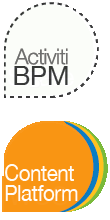 Activiti
BPM
Content
Platform